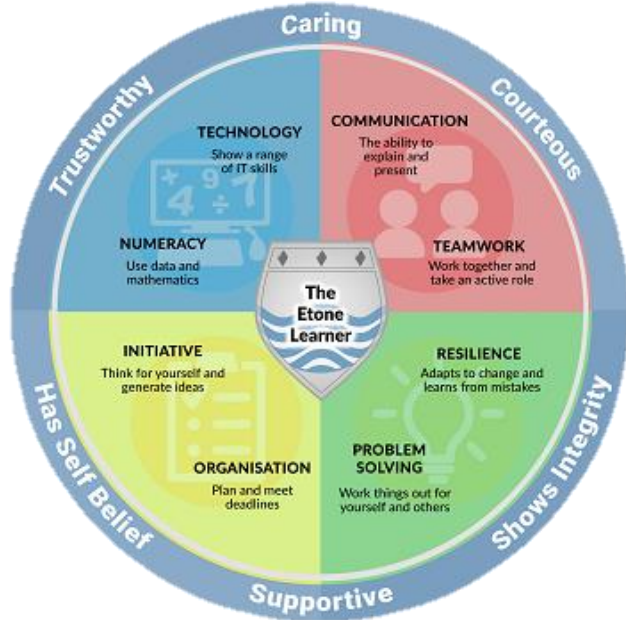 Caring
Courteous
Shows Integrity
Supportive
Has Self Belief
Trustworthy
TECHNOLOGY
Show a range
of IT skills
NUMERACY
Use data and
mathematics
COMMUNICATION
The ability to
explain and
present
TEAMWORK
Work together and
take an active role
The
Etone
Learner
INITIATIVE
Think for yourself and
generate ideas
ORGANISATION
Plan and meet
deadlines
RESILIENCE
Adapts to change and
learns from mistakes
PROBLEM
SOLVING
Work things out for
yourself and others
+ 9 7
4 ÷